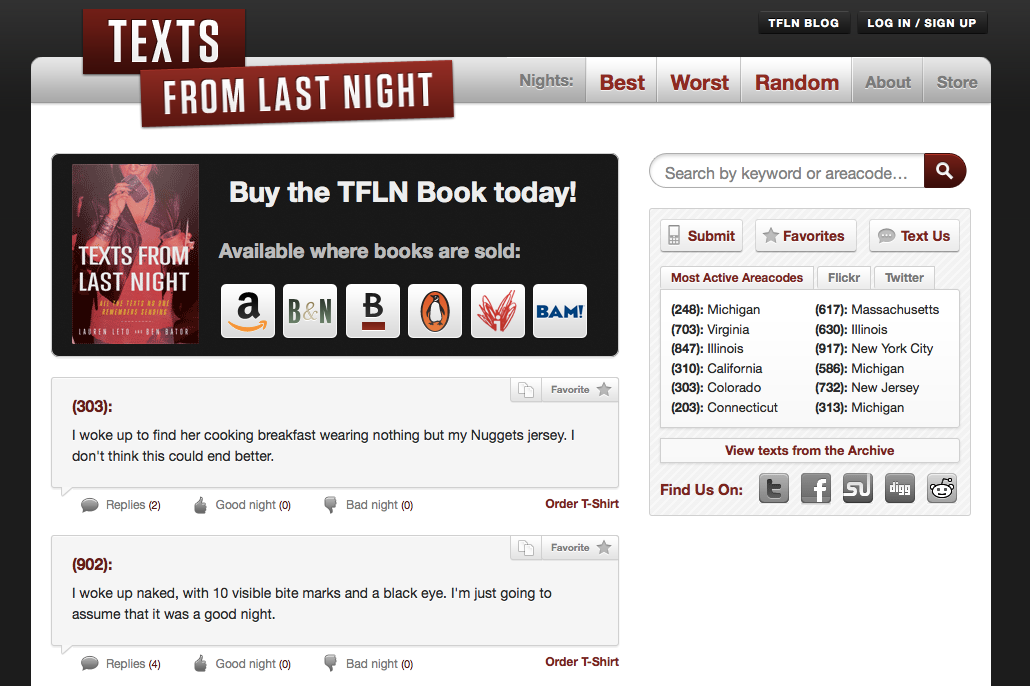 TFLN BLOG
LOG IN / SIGN UP
TEXTS
FROM LAST NIGHT
Nights:
Best
Worst
Random
About
Store
TEXTS FROM
LAST NIGHT
ALL THE TEXTS NO ONE
REMEMBERS SENDING
LAUREN LETO AND BEN BATOR
Buy the TFLN Book today!
Available where books are sold:
a
B&N
B
BAM!
Search by keyword or areacode...
Submit
Favorites
Text Us
Most Active Areacodes
Flickr
Twitter
(248): Michigan
(703): Virginia
(847): Illinois
(310): California
(303): Colorado
(203): Connecticut
(617): Massachusetts
(630): Illinois
(917): New York City
(586): Michigan
(732): New Jersey
(313): Michigan
View texts from the Archive
Find Us On:
t
f
SU
digg
Favorite
(303):
I woke up to find her cooking breakfast wearing nothing but my Nuggets jersey. I
don't think this could end better.
Replies (2)
Good night (0)
Bad night (0)
Order T-Shirt
Favorite
(902):
I woke up naked, with 10 visible bite marks and a black eye. I'm just going to
assume that it was a good night.
Replies (4)
Good night (0)
Bad night (0)
Order T-Shirt